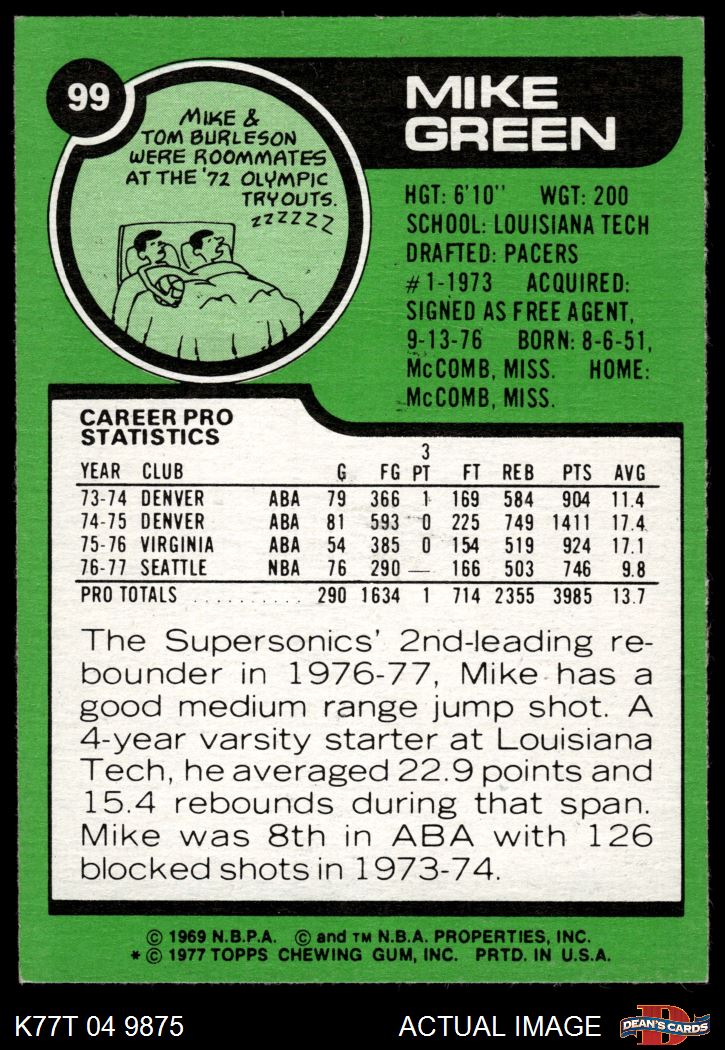 99
MIKE &
TOM BURLESON
WERE ROOMMATES
AT THE '72 OLYMPIC
TRYOUTS.
ZZZZZZ
MIKE
GREEN
HGT: 6'10" WGT: 200
SCHOOL: LOUISIANA TECH
DRAFTED: PACERS
#1-1973 ACQUIRED:
SIGNED AS FREE AGENT,
9-13-76 BORN: 8-6-51,
McCOMB, MISS. HOME:
McCOMB, MISS.
CAREER PRO
STATISTICS
YEAR CLUB G FG 3 PT FT REB PTS AVG
73-74 DENVER ABA 79 366 1 169 584 904 11.4
74-75 DENVER ABA 81 593 0 225 749 1411 17.4
75-76 VIRGINIA ABA 54 385 0 154 519 924 17.1
76-77 SEATTLE NBA 76 290 — 166 503 746 9.8
PRO TOTALS .......... 290 1634 1 714 2355 3985 13.7
The Supersonics' 2nd-leading re-
bounder in 1976-77, Mike has a
good medium range jump shot. A
4-year varsity starter at Louisiana
Tech, he averaged 22.9 points and
15.4 rebounds during that span.
Mike was 8th in ABA with 126
blocked shots in 1973-74.
© 1969 N.B.P.A. © and TM N.B.A. PROPERTIES, INC.
* © 1977 TOPPS CHEWING GUM, INC. PRTD. IN U.S.A.
K77T 04 9875 ACTUAL IMAGE D DEAN'S CARDS